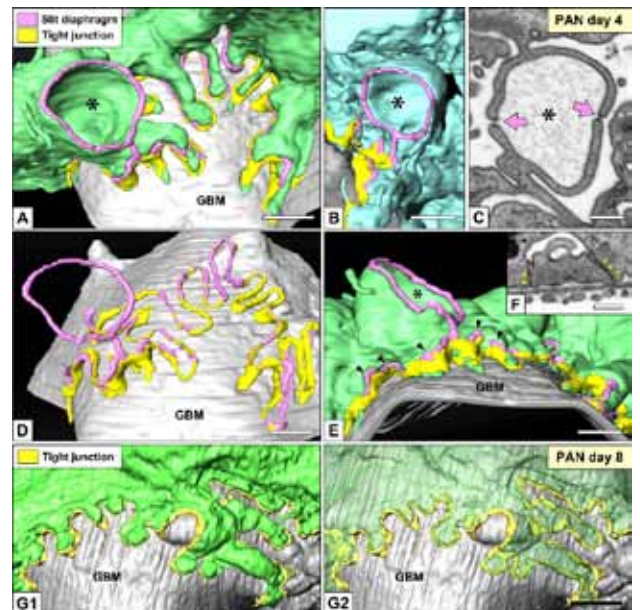 Slit diaphragm
Tight junction
PAN day 4
*
*
*
GBM
A
B
C
*
F
GBM
GBM
D
E
Tight junction
PAN day 8
GBM
GBM
G1
G2